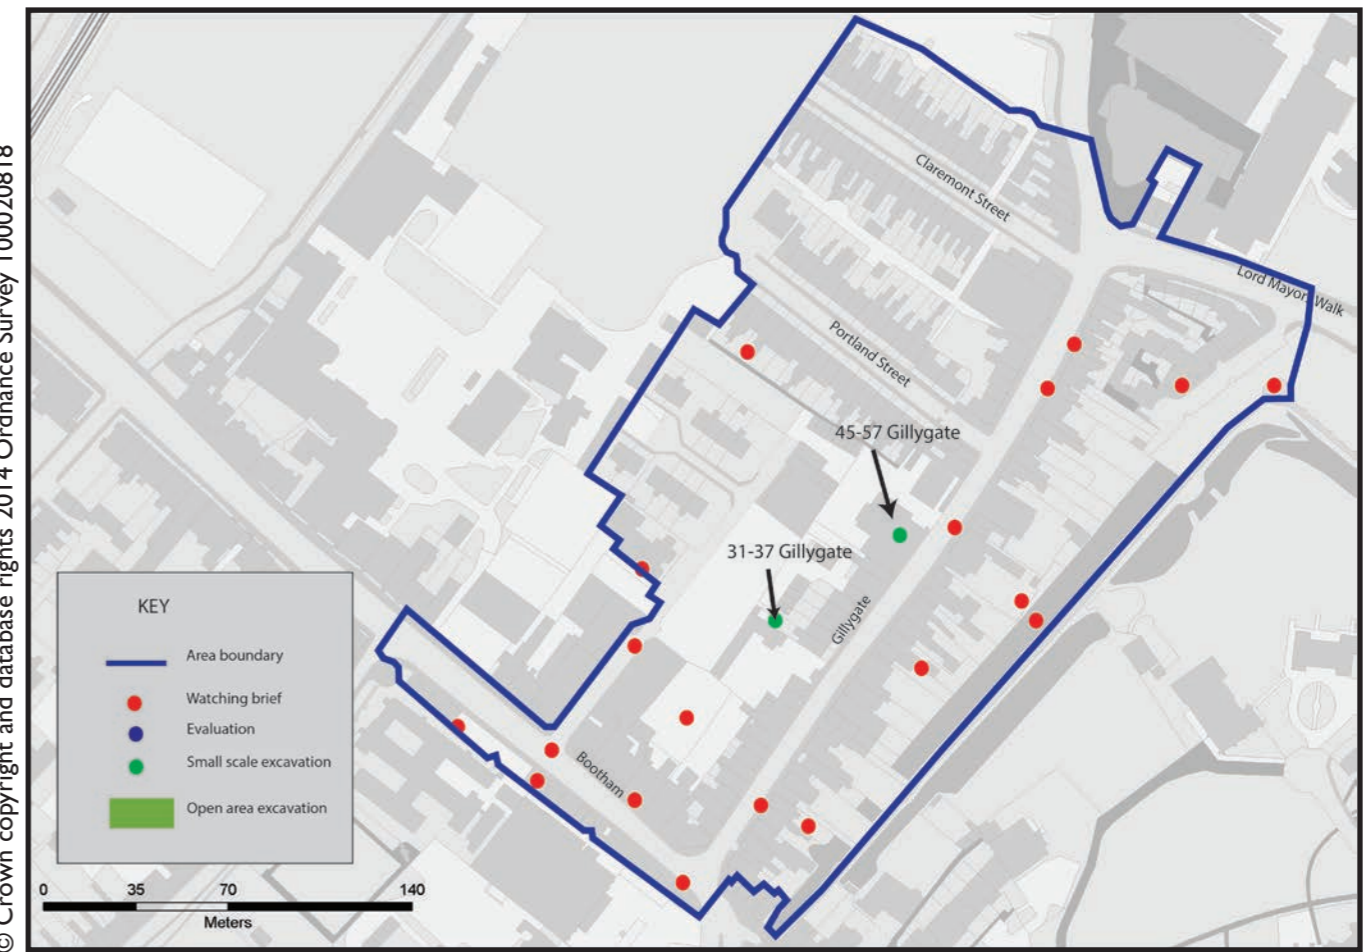 © Crown copyright and database rights 2014 Ordnance Survey 100020818
Claremont Street
Lord Mayors Walk
Portland Street
45-57 Gillygate
31-37 Gillygate
Gillygate
Bootham
KEY
Area boundary
Watching brief
Evaluation
Small scale excavation
Open area excavation
0 35 70 140
Meters